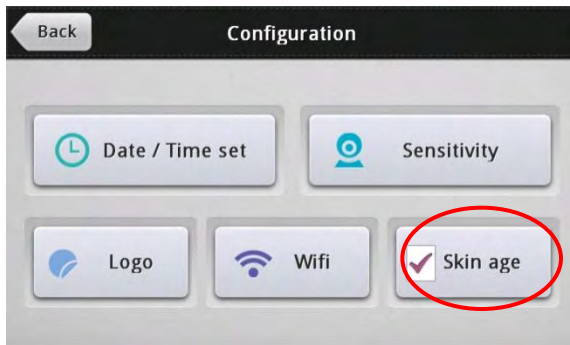 Back
Configuration
Date / Time set
Sensitivity
Logo
Wifi
Skin age